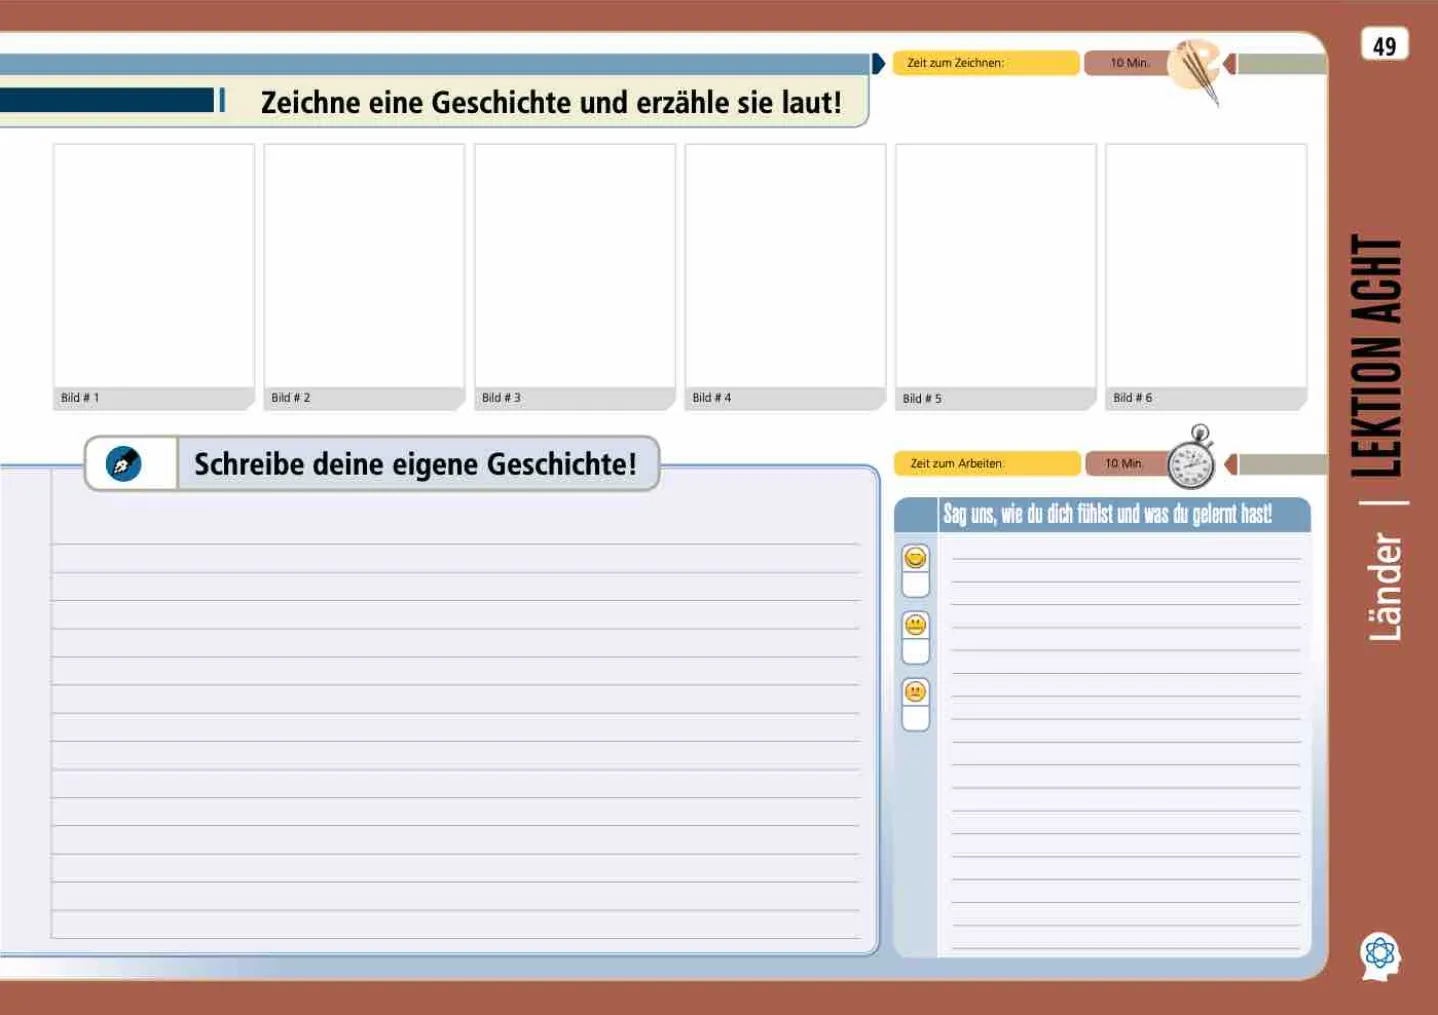 49
Zeit zum Zeichnen:
10 Min.
Zeichne eine Geschichte und erzähle sie laut!
Bild # 1
Bild # 2
Bild # 3
Bild # 4
Bild # 5
Bild # 6
Schreibe deine eigene Geschichte!
Zeit zum Arbeiten:
10 Min.
Sag uns, wie du dich fühlst und was du gelernt hast!
Länder | LEKTION ACHT